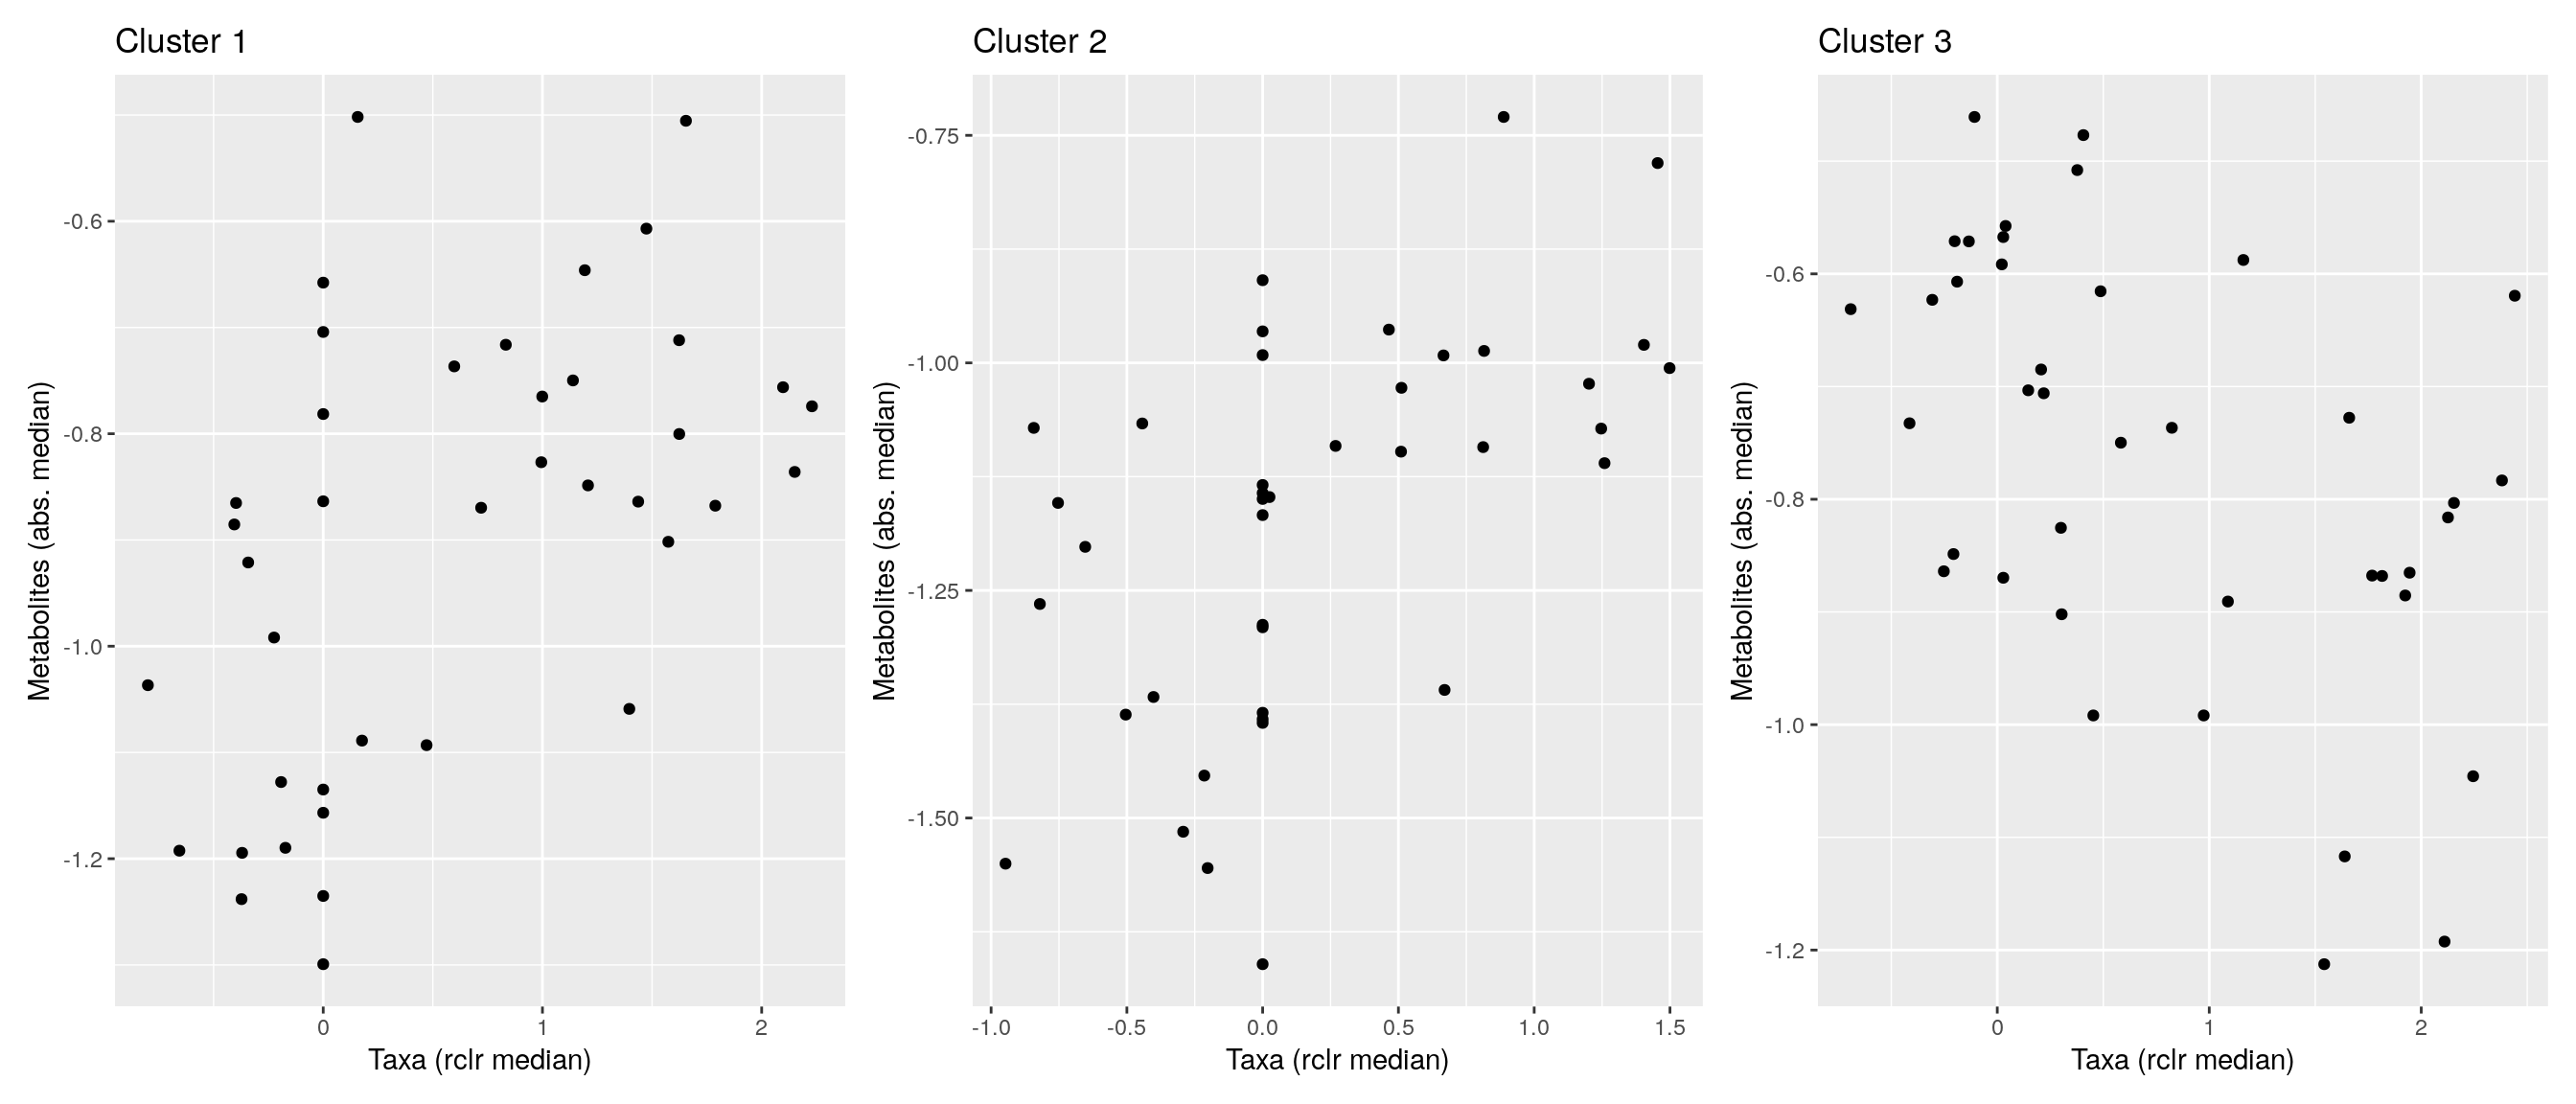 Cluster 1
Metabolites (abs. median)
-0.6
-0.8
-1.0
-1.2
0 1 2
Taxa (rclr median)
Cluster 2
Metabolites (abs. median)
-0.75
-1.00
-1.25
-1.50
-1.0 -0.5 0.0 0.5 1.0 1.5
Taxa (rclr median)
Cluster 3
Metabolites (abs. median)
-0.6
-0.8
-1.0
-1.2
0 1 2
Taxa (rclr median)